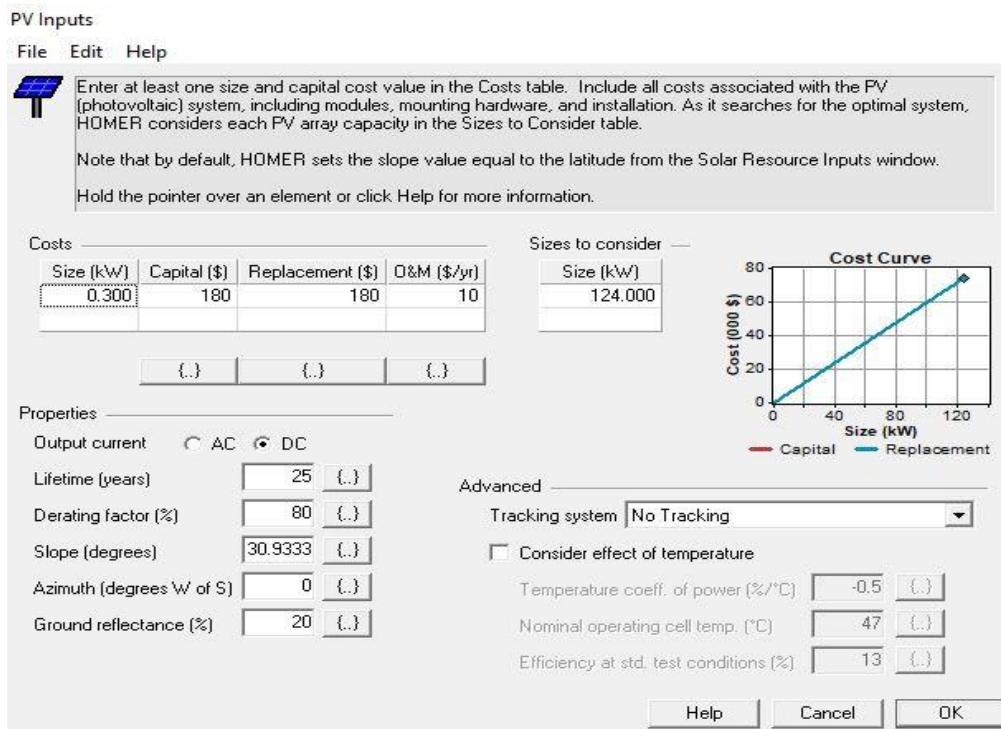 PV Inputs
File Edit Help
Enter at least one size and capital cost value in the Costs table. Include all costs associated with the PV
(photovoltaic) system, including modules, mounting hardware, and installation. As it searches for the optimal system,
HOMER considers each PV array capacity in the Sizes to Consider table.
Note that by default, HOMER sets the slope value equal to the latitude from the Solar Resource Inputs window.
Hold the pointer over an element or click Help for more information.
Costs
Size (kW) Capital ($) Replacement ($) O&M ($/yr)
0.300 180 180 10
{..} {..} {..}
Sizes to consider
Size (kW)
124.000
Cost Curve
Cost (000 $)
80
60
40
20
0
0 40 80 120
Size (kW)
Capital Replacement
Properties
Output current AC DC
Lifetime (years) 25 {..}
Derating factor (%) 80 {..}
Slope (degrees) 30.9333 {..}
Azimuth (degrees W of S) 0 {..}
Ground reflectance (%) 20 {..}
Advanced
Tracking system No Tracking
Consider effect of temperature
Temperature coeff. of power (%/°C) -0.5 {..}
Nominal operating cell temp. (°C) 47 {..}
Efficiency at std. test conditions (%) 13 {..}
Help Cancel OK